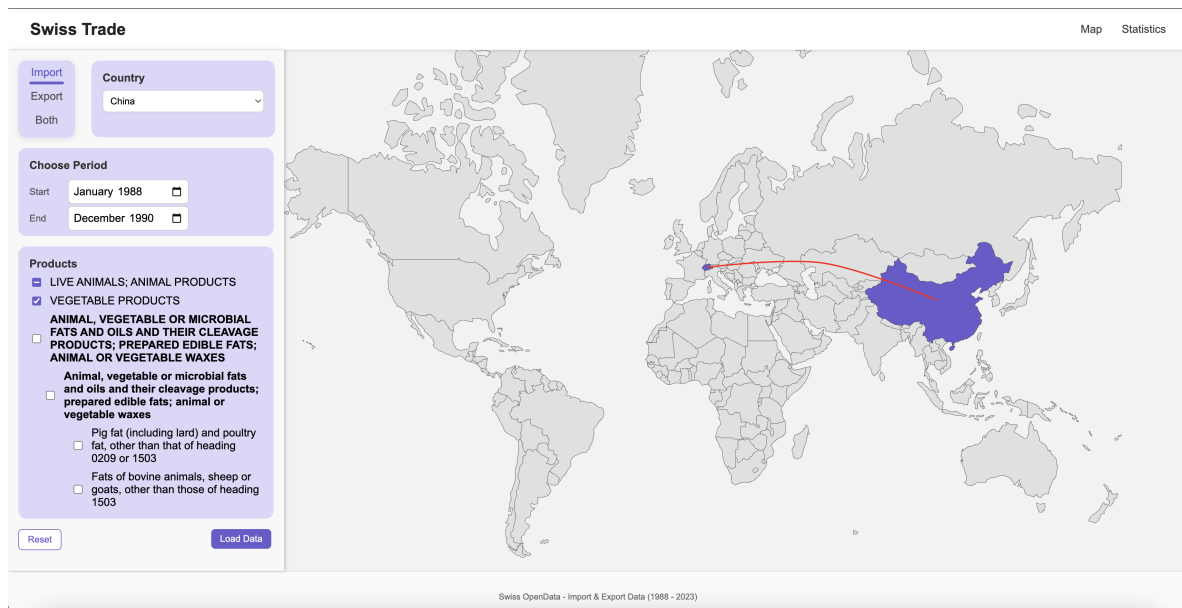 Swiss Trade
Map
Statistics
Import
Export
Both
Country
China
Choose Period
Start
January 1988
End
December 1990
Products
LIVE ANIMALS; ANIMAL PRODUCTS
VEGETABLE PRODUCTS
ANIMAL, VEGETABLE OR MICROBIAL
FATS AND OILS AND THEIR CLEAVAGE
PRODUCTS; PREPARED EDIBLE FATS;
ANIMAL OR VEGETABLE WAXES
Animal, vegetable or microbial fats
and oils and their cleavage products;
prepared edible fats; animal or
vegetable waxes
Pig fat (including lard) and poultry
fat, other than that of heading
0209 or 1503
Fats of bovine animals, sheep or
goats, other than those of heading
1503
Reset
Load Data
Swiss OpenData - Import & Export Data (1988 - 2023)